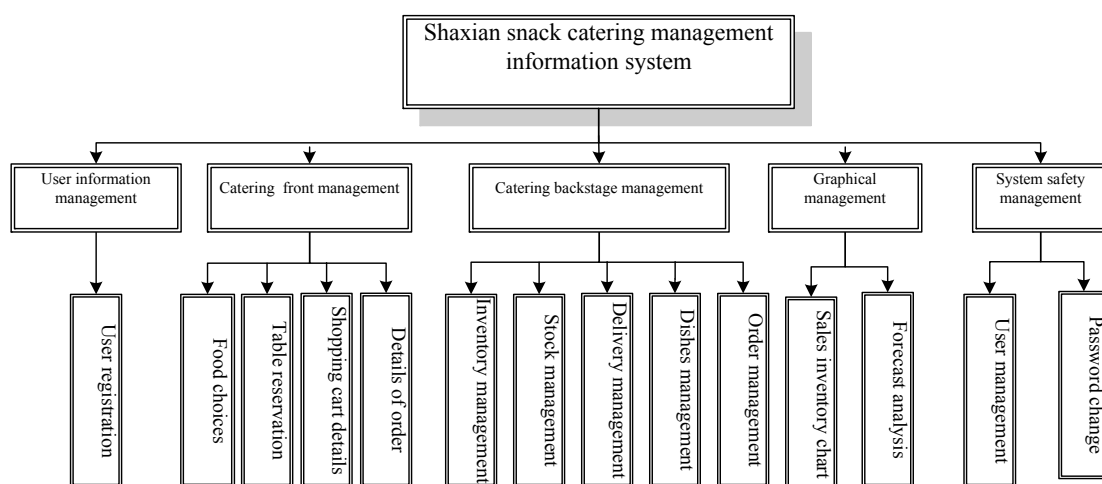 Shaxian snack catering management
information system
User information
management
Catering front management
Catering backstage management
Graphical
management
System safety
management
User registration
Food choices
Table reservation
Shopping cart details
Details of order
Inventory management
Stock management
Delivery management
Dishes management
Order management
Sales inventory chart
Forecast analysis
User management
Password change